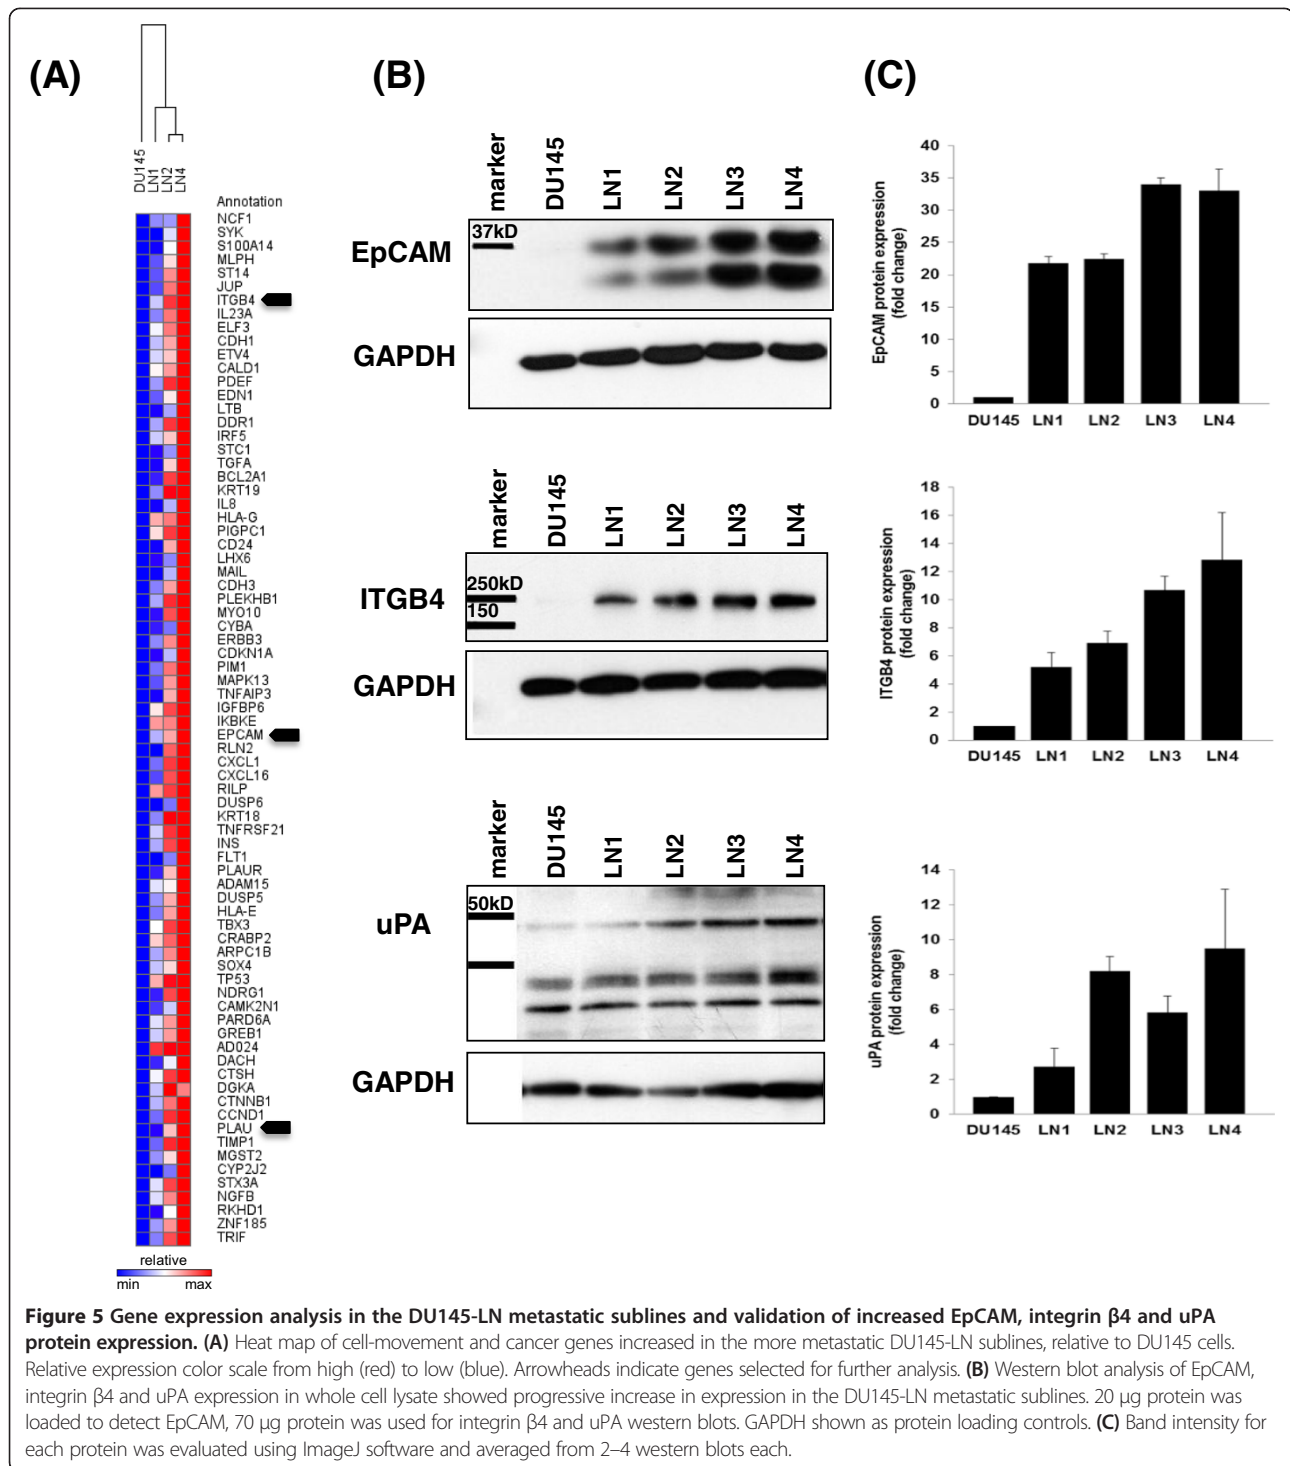 (A)
DU145
LN1
LN2
LN4
Annotation
NCF1
SYK
S100A14
MLPH
ST14
JUP
ITGB4
IL23A
ELF3
CDH1
ETV4
CALD1
PDEF
EDN1
LTB
DDR1
IRF5
STC1
TGFA
BCL2A1
KRT19
IL8
HLA-G
PIGPC1
CD24
LHX6
MAIL
CDH3
PLEKHB1
MYO10
CYBA
ERBB3
CDKN1A
PIM1
MAPK13
TNFAIP3
IGFBP6
IKBKE
EPCAM
RLN2
CXCL1
CXCL16
RILP
DUSP6
KRT18
TNFRSF21
INS
FLT1
PLAUR
ADAM15
DUSP5
HLA-E
TBX3
CRABP2
ARPC1B
SOX4
TP53
NDRG1
CAMK2N1
PARD6A
GREB1
AD024
DACH
CTSH
DGKA
CTNNB1
CCND1
PLAU
TIMP1
MGST2
CYP2J2
STX3A
NGFB
RKHD1
ZNF185
TRIF
relative
min max
(B)
marker DU145 LN1 LN2 LN3 LN4
37kD
EpCAM
GAPDH
marker DU145 LN1 LN2 LN3 LN4
250kD
150
ITGB4
GAPDH
marker DU145 LN1 LN2 LN3 LN4
50kD
uPA
GAPDH
(C)
EpCAM protein expression
(fold change)
40
35
30
25
20
15
10
5
0
DU145 LN1 LN2 LN3 LN4
ITGB4 protein expression
(fold change)
18
16
14
12
10
8
6
4
2
0
DU145 LN1 LN2 LN3 LN4
uPA protein expression
(fold change)
14
12
10
8
6
4
2
0
DU145 LN1 LN2 LN3 LN4
Figure 5 Gene expression analysis in the DU145-LN metastatic sublines and validation of increased EpCAM, integrin β4 and uPA
protein expression. (A) Heat map of cell-movement and cancer genes increased in the more metastatic DU145-LN sublines, relative to DU145 cells.
Relative expression color scale from high (red) to low (blue). Arrowheads indicate genes selected for further analysis. (B) Western blot analysis of EpCAM,
integrin β4 and uPA expression in whole cell lysate showed progressive increase in expression in the DU145-LN metastatic sublines. 20 μg protein was
loaded to detect EpCAM, 70 μg protein was used for integrin β4 and uPA western blots. GAPDH shown as protein loading controls. (C) Band intensity for
each protein was evaluated using ImageJ software and averaged from 2–4 western blots each.